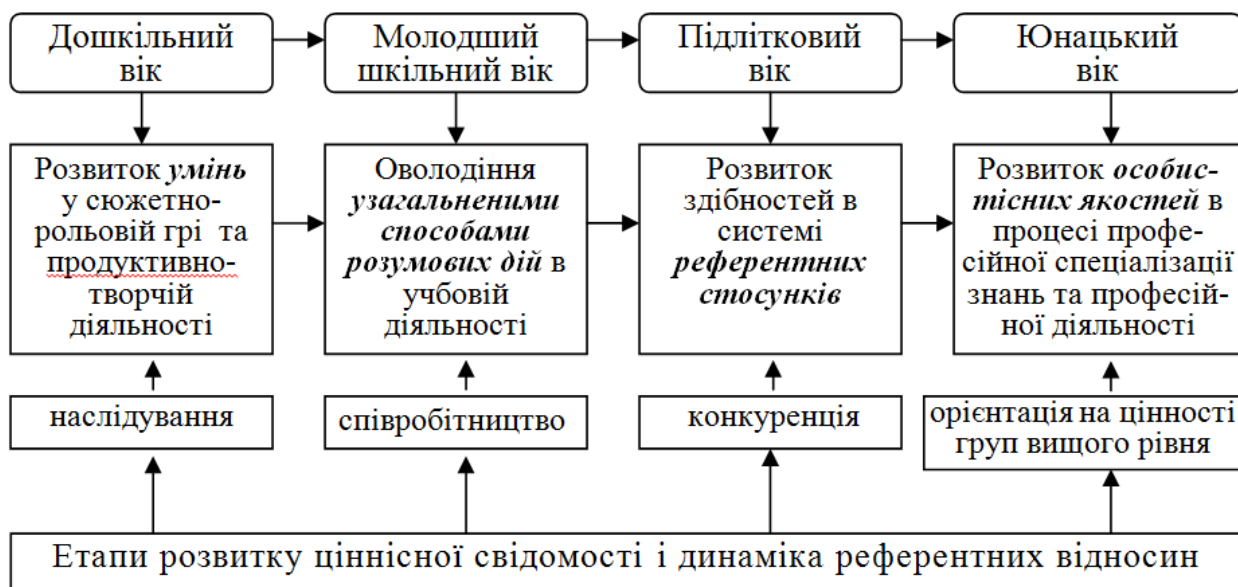 Дошкільний
вік
Молодший
шкільний вік
Підлітковий
вік
Юнацький
вік
Розвиток умінь
у сюжетно-
рольовій грі та
продуктивно-
творчій
діяльності
Оволодіння
узагальненими
способами
розумових дій в
учбовій
діяльності
Розвиток
здібностей в
системі
референтних
стосунків
Розвиток особис-
тісних якостей в
процесі профе-
сійної спеціалізації
знань та професій-
ної діяльності
наслідування
співробітництво
конкуренція
орієнтація на цінності
груп вищого рівня
Етапи розвитку ціннісної свідомості і динаміка референтних відносин